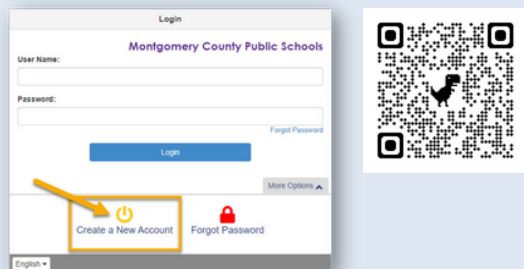 Login
Montgomery County Public Schools
User Name:
Password:
Forgot Password
Login
More Options
Create a New Account
Forgot Password
English